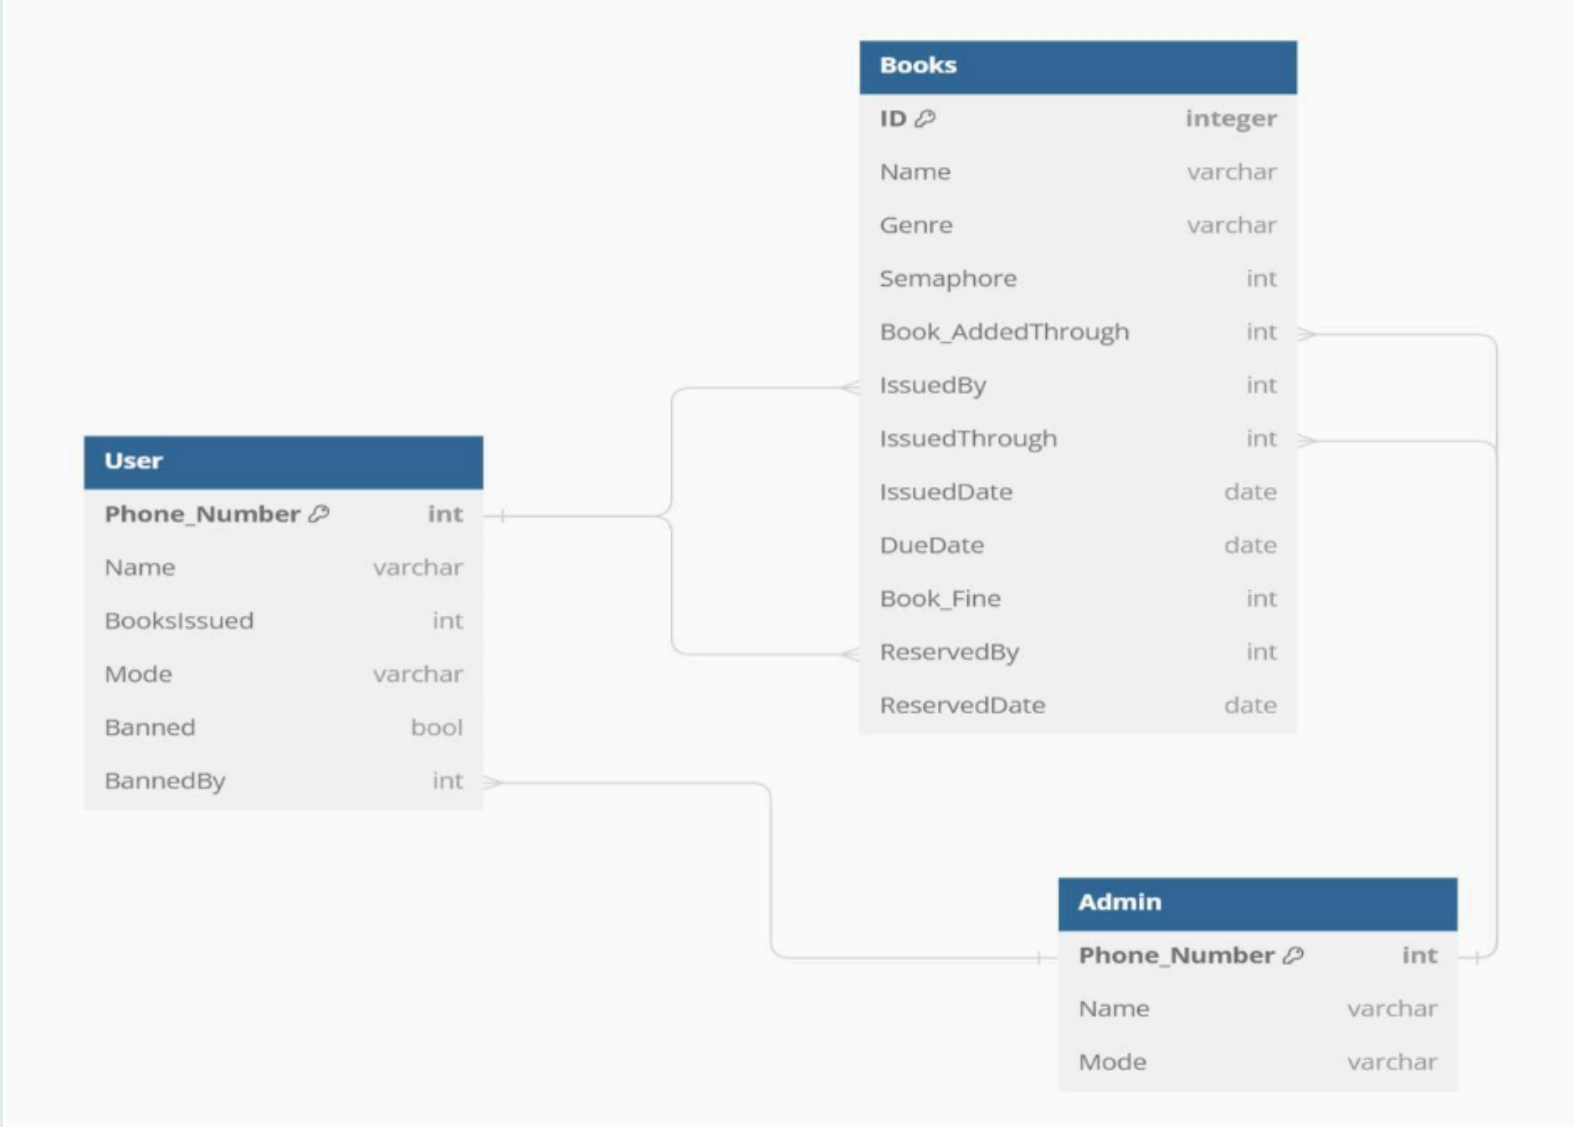 Books
ID integer
Name varchar
Genre varchar
Semaphore int
Book_AddedThrough int
IssuedBy int
IssuedThrough int
IssuedDate date
DueDate date
Book_Fine int
ReservedBy int
ReservedDate date
User
Phone_Number int
Name varchar
BooksIssued int
Mode varchar
Banned bool
BannedBy int
Admin
Phone_Number int
Name varchar
Mode varchar